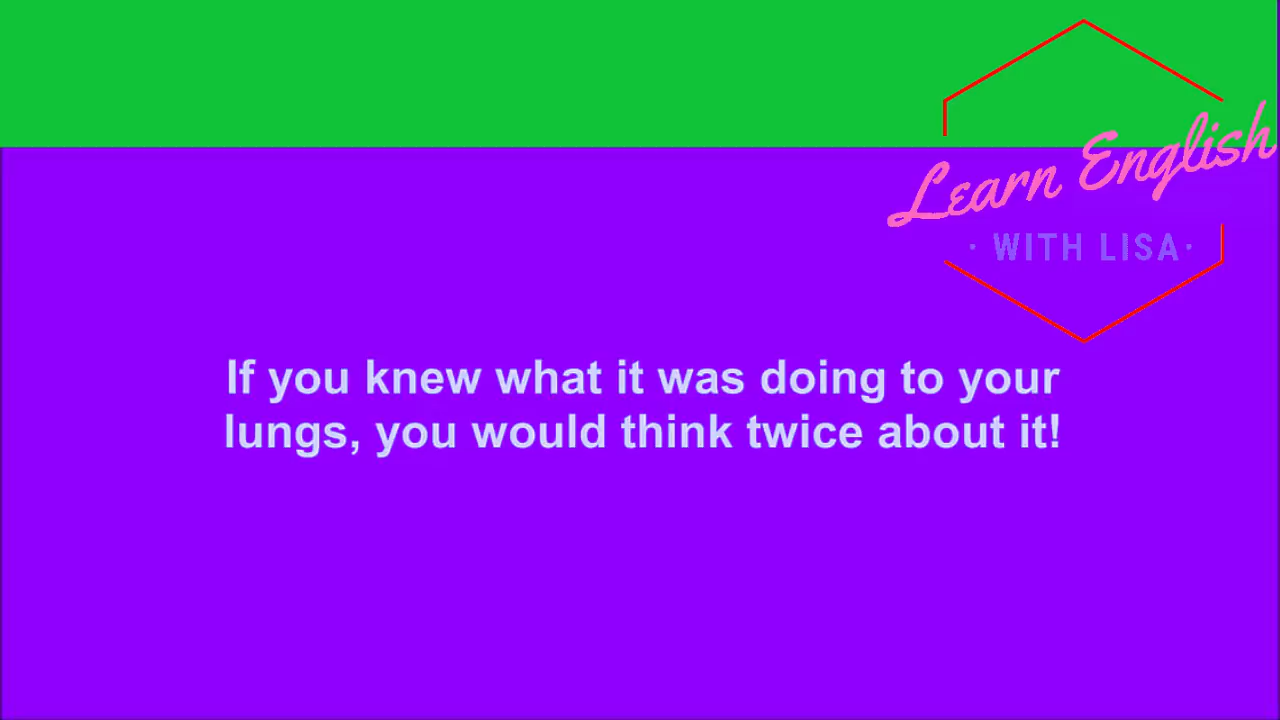 Learn English
· WITH LISA·
If you knew what it was doing to your
lungs, you would think twice about it!